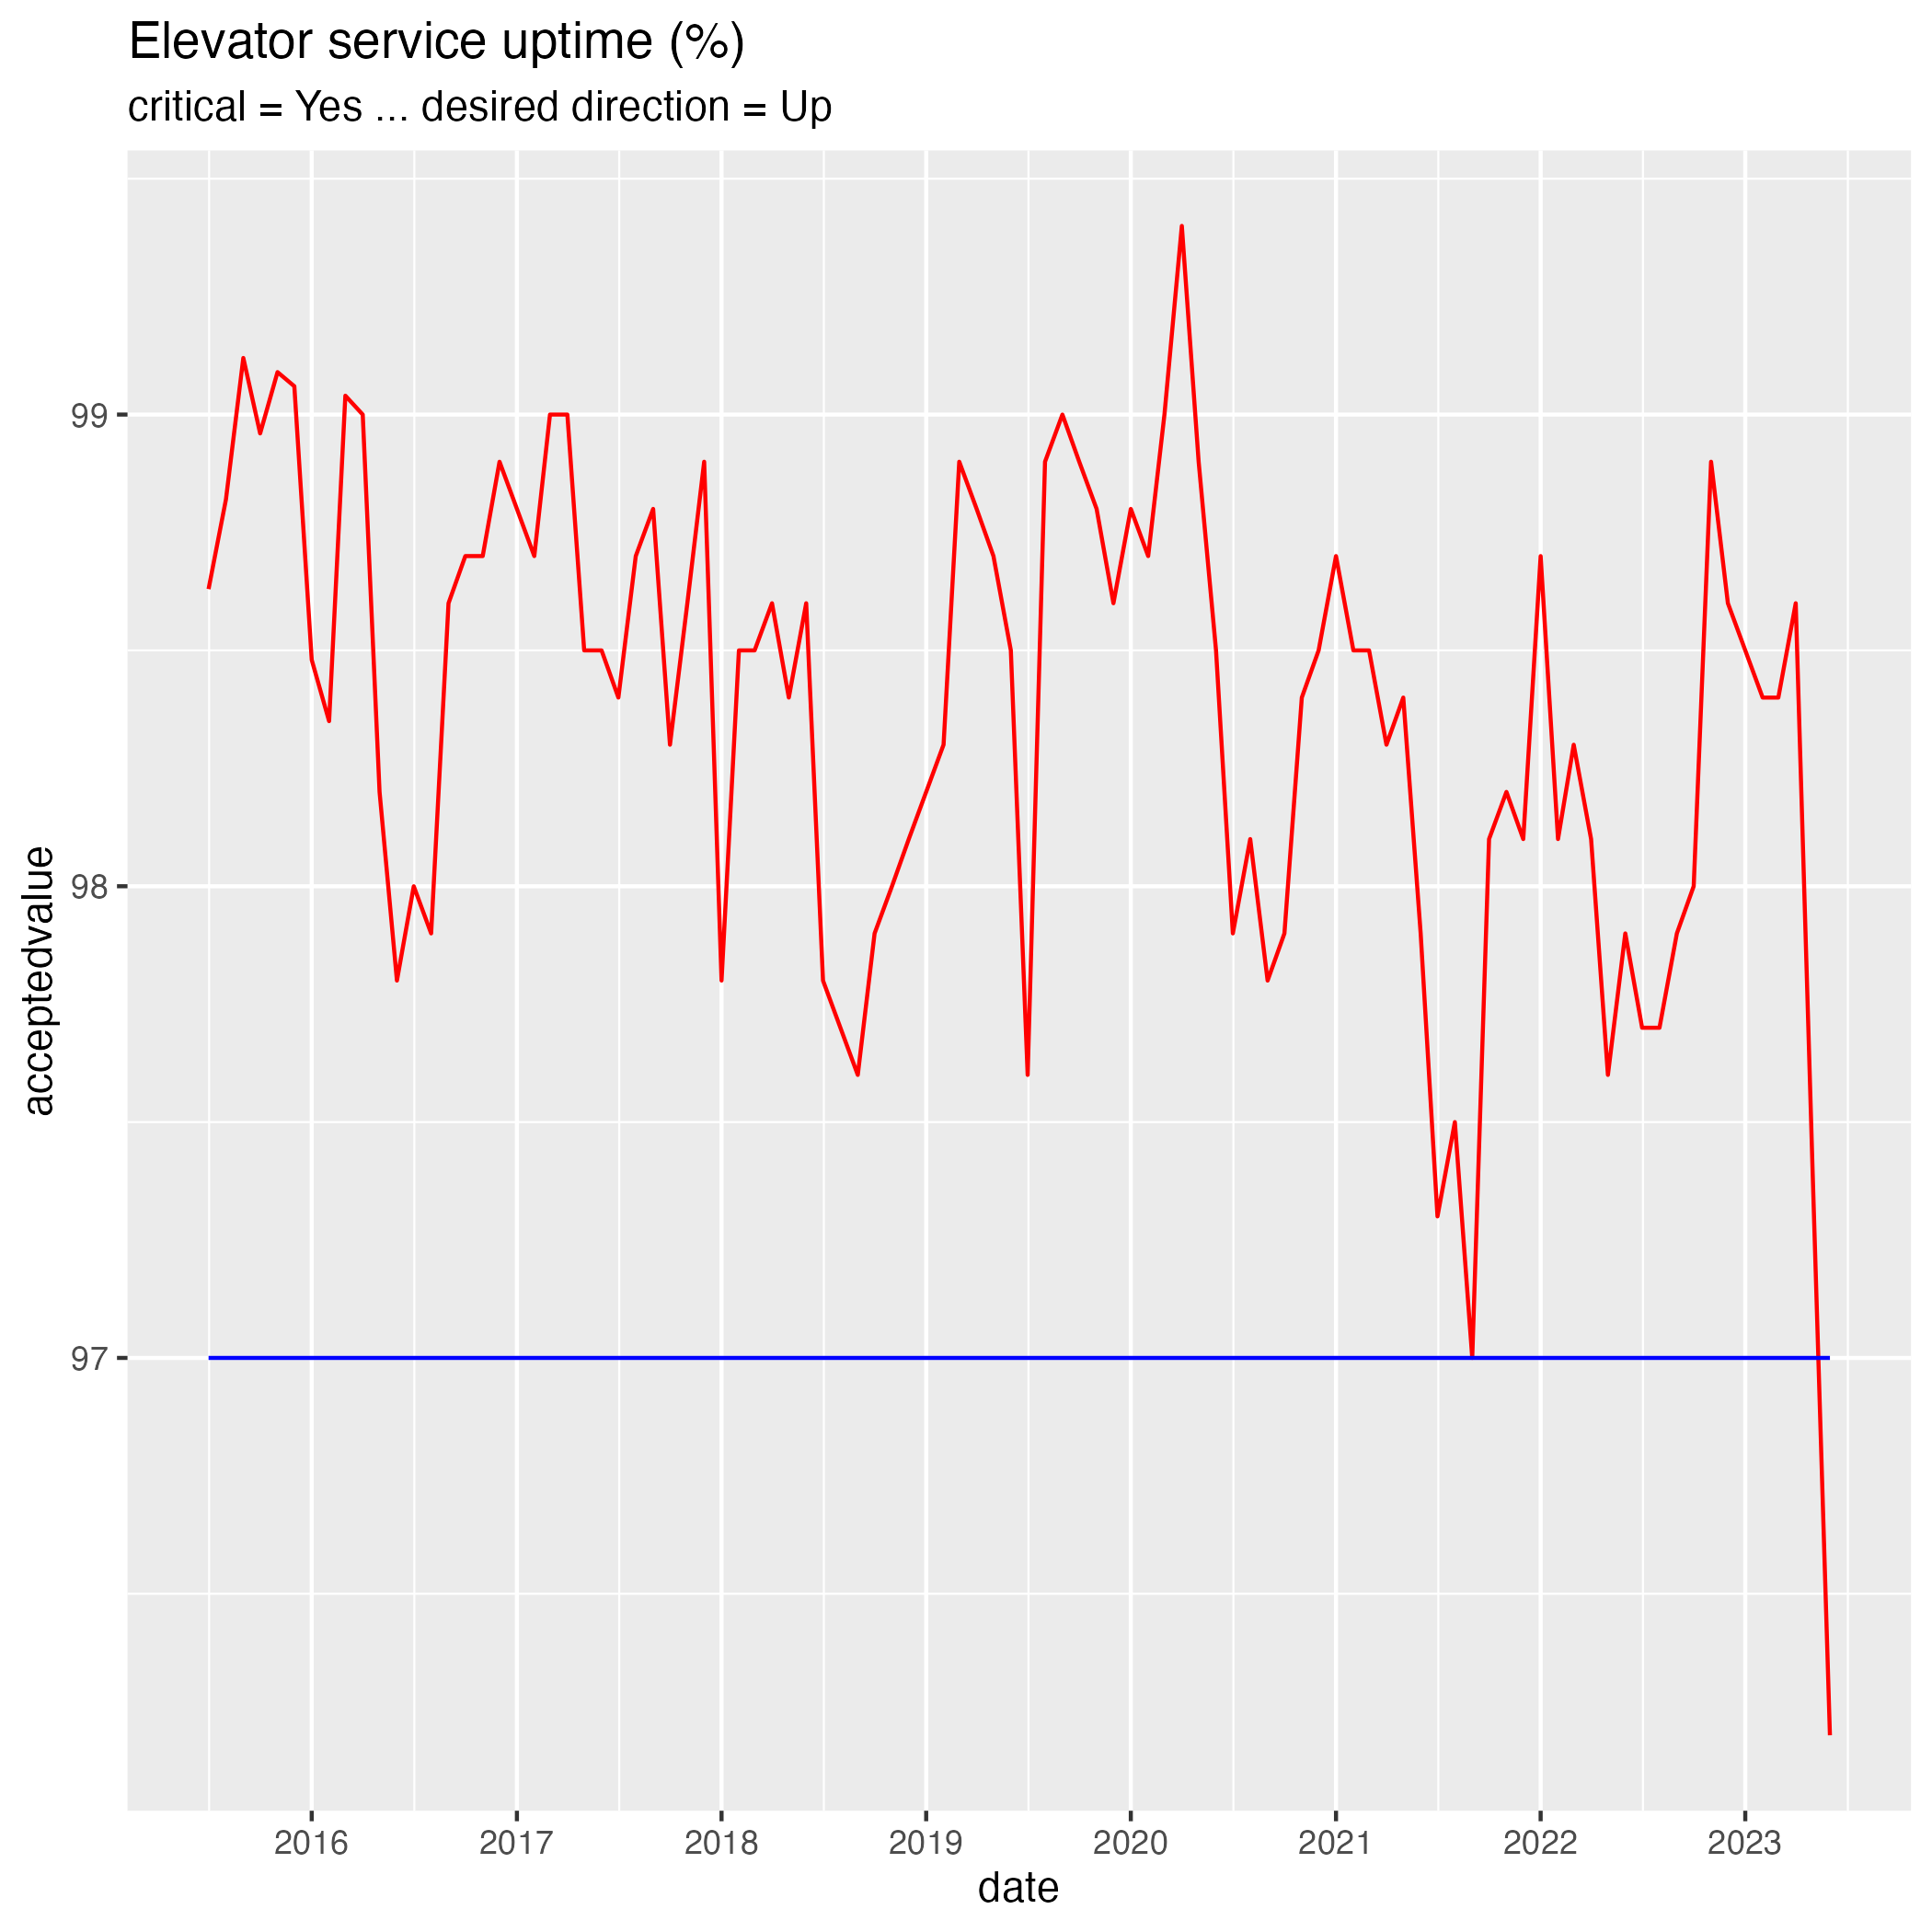 Elevator service uptime (%)
critical = Yes ... desired direction = Up
acceptedvalue
99
98
97
2016 2017 2018 2019 2020 2021 2022 2023
date